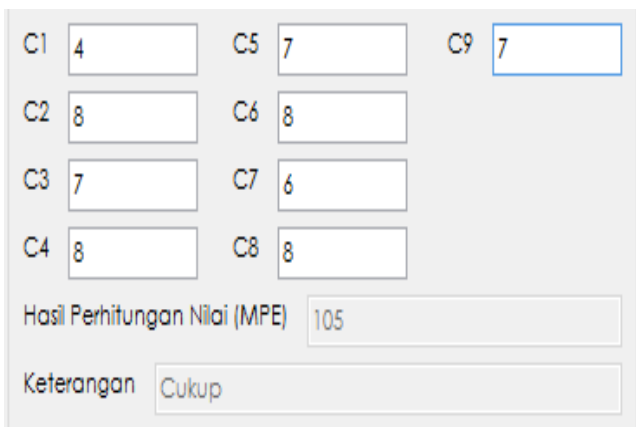 C1 4 C5 7 C9 7
C2 8 C6 8
C3 7 C7 6
C4 8 C8 8
Hasil Perhitungan Nilai (MPE) 105
Keterangan Cukup